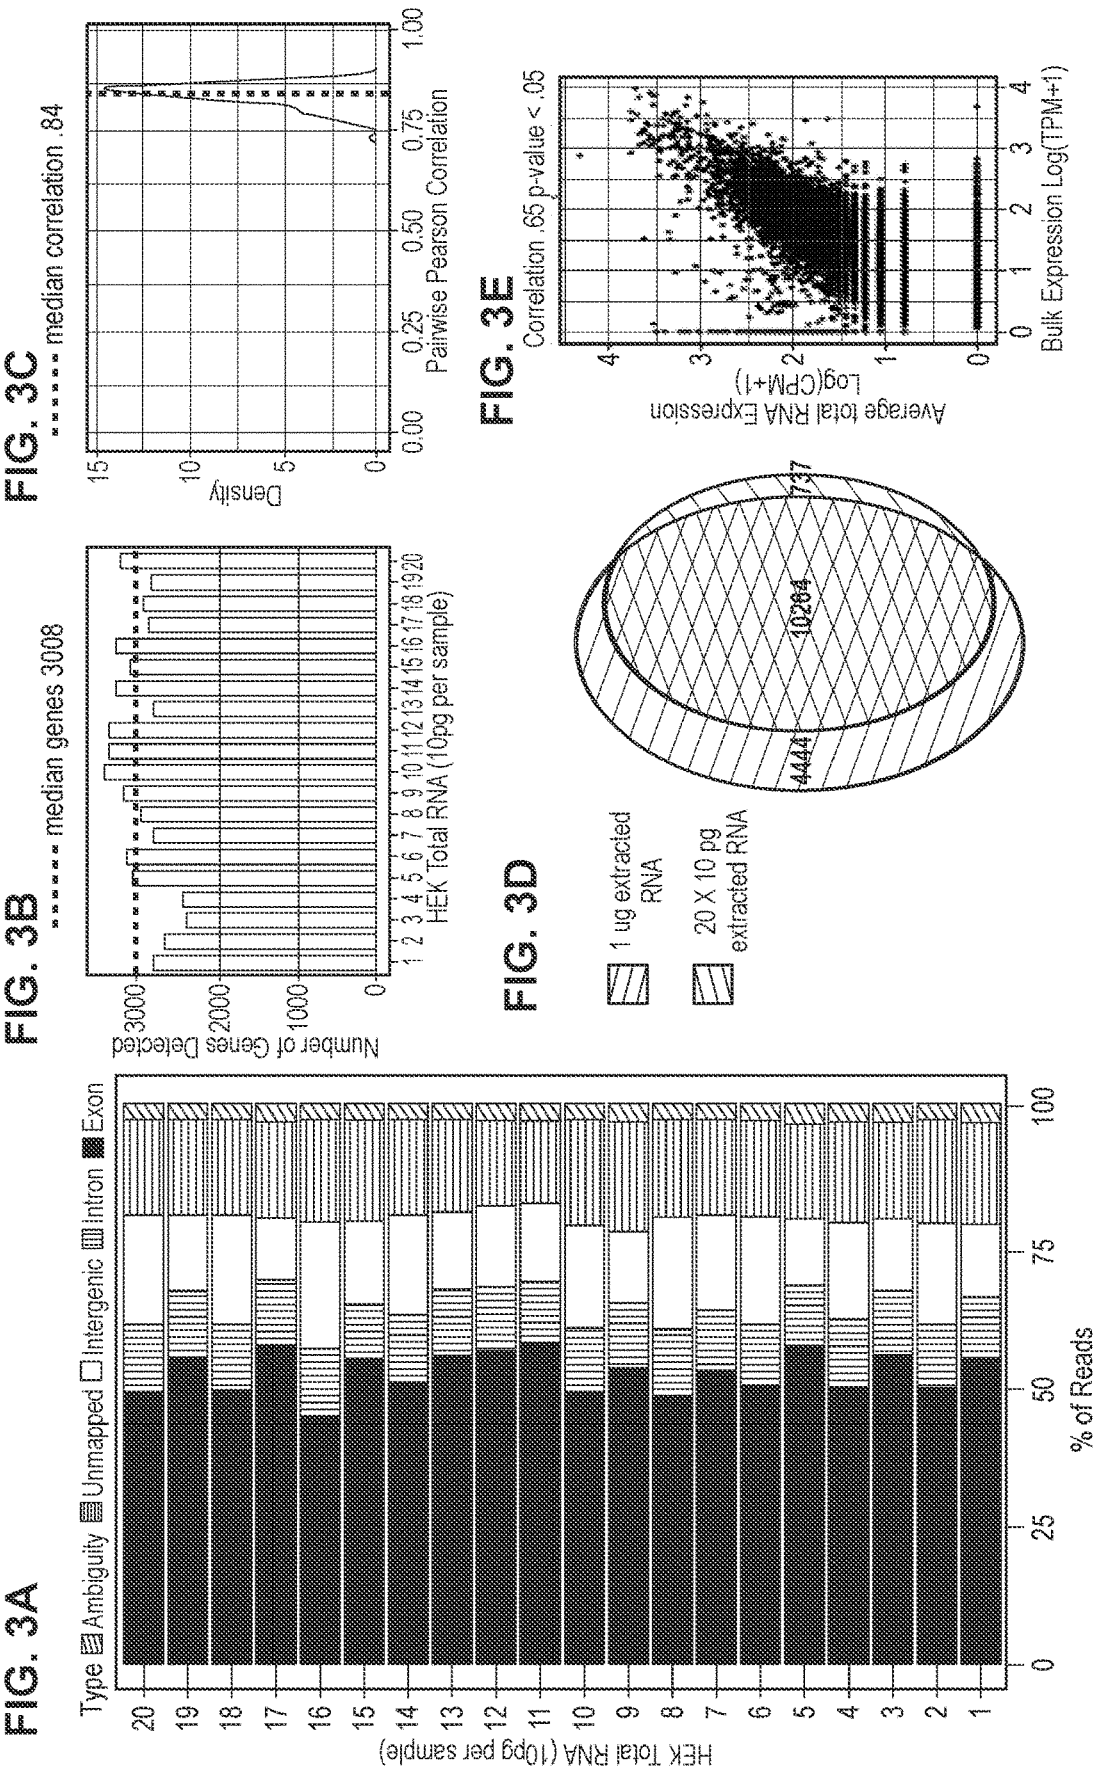 FIG. 3A
Type Ambiguity Unmapped Intergenic Intron Exon
HEK Total RNA (10pg per sample)
20
19
18
17
16
15
14
13
12
11
10
9
8
7
6
5
4
3
2
1
0 25 50 75 100
% of Reads
FIG. 3B
median genes 3008
Number of Genes Detected
3000
2000
1000
0
1 2 3 4 5 6 7 8 9 10 11 12 13 14 15 16 17 18 19 20
HEK Total RNA (10pg per sample)
FIG. 3C
median correlation .84
Density
15
10
5
0
0.00 0.25 0.50 0.75 1.00
Pairwise Pearson Correlation
FIG. 3D
1 ug extracted
RNA
20 X 10 pg
extracted RNA
4444 10264 737
FIG. 3E
Correlation .65 p-value < .05
Average total RNA Expression
Log(CPM+1)
4
3
2
1
0
0 1 2 3 4
Bulk Expression Log(TPM+1)